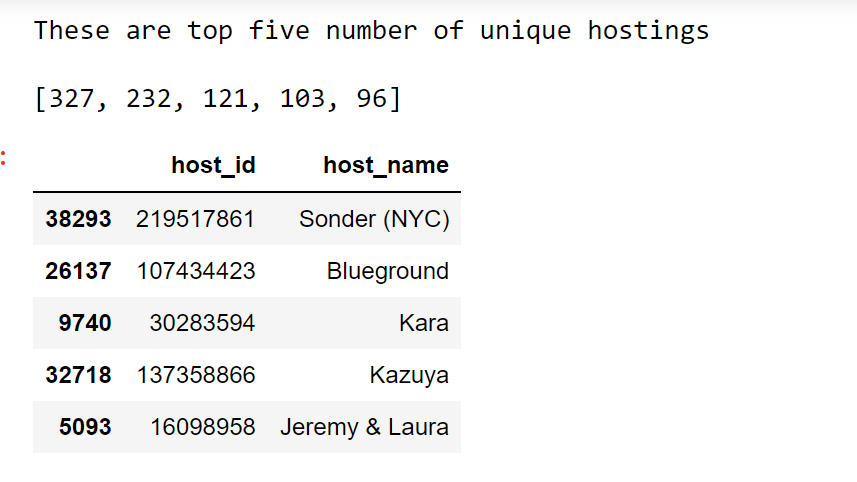 These are top five number of unique hostings
[327, 232, 121, 103, 96]
:
host_id host_name
38293 219517861 Sonder (NYC)
26137 107434423 Blueground
9740 30283594 Kara
32718 137358866 Kazuya
5093 16098958 Jeremy & Laura